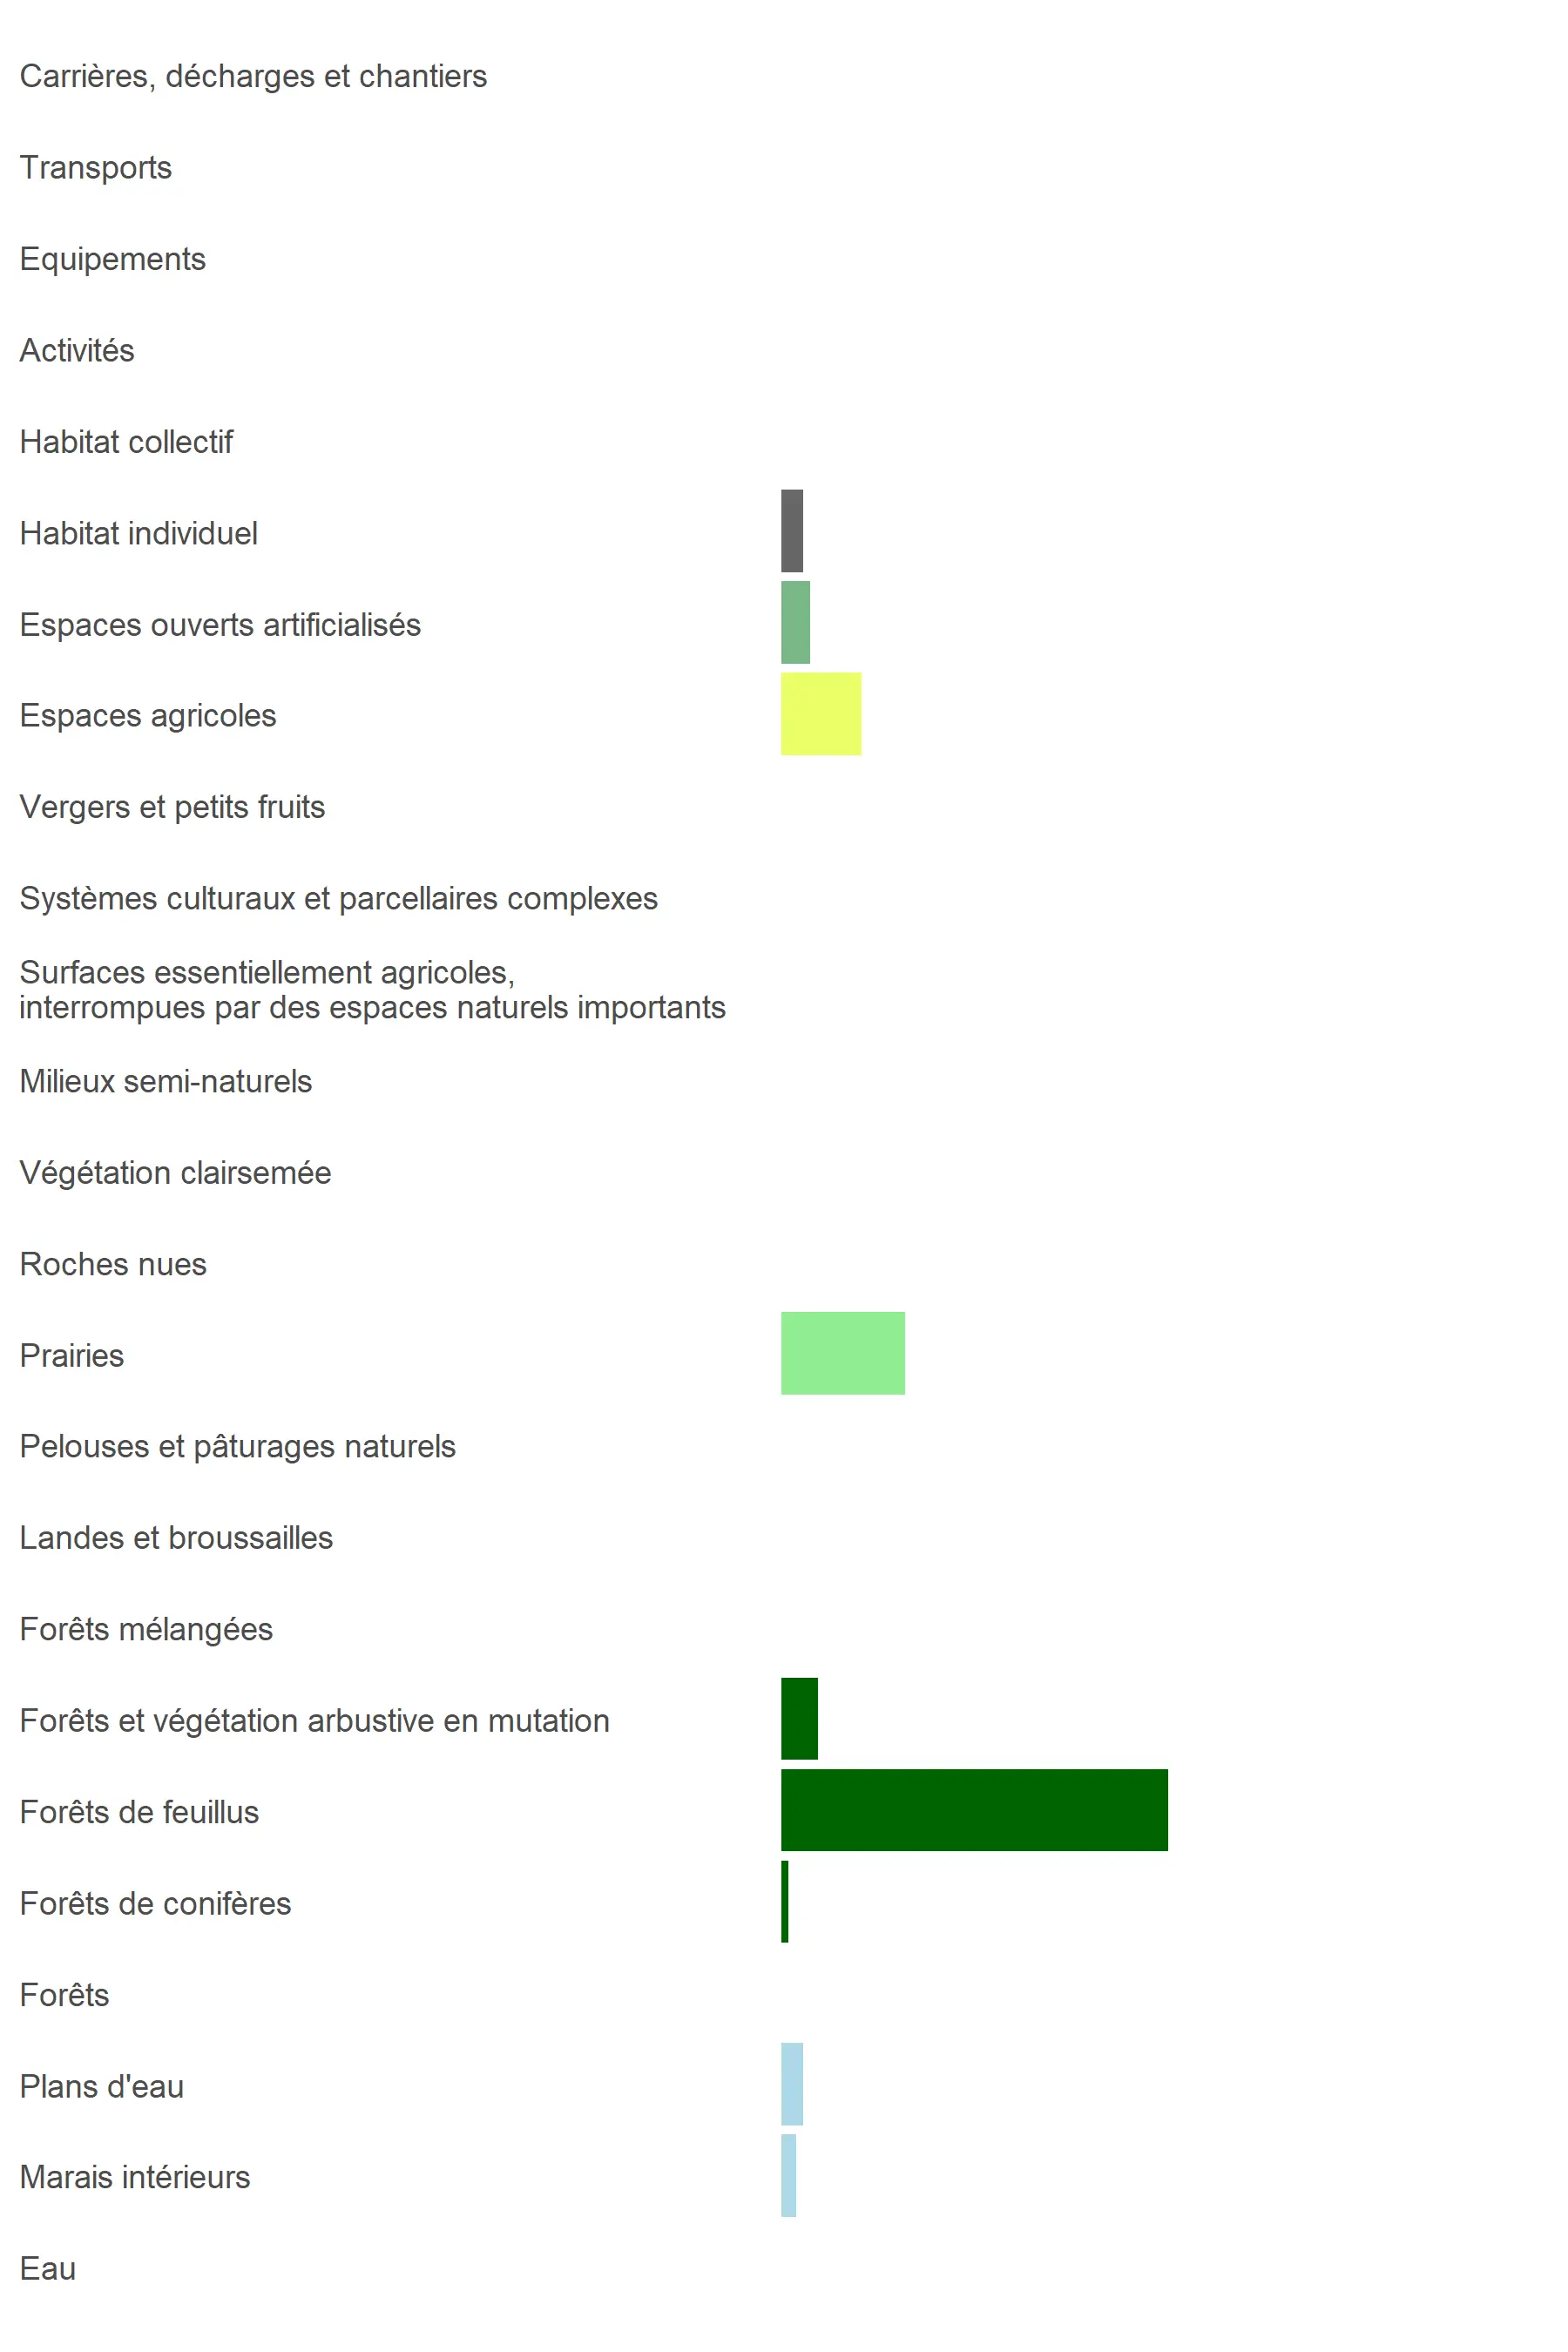 Carrières, décharges et chantiers
Transports
Equipements
Activités
Habitat collectif
Habitat individuel
Espaces ouverts artificialisés
Espaces agricoles
Vergers et petits fruits
Systèmes culturaux et parcellaires complexes
Surfaces essentiellement agricoles,
interrompues par des espaces naturels importants
Milieux semi-naturels
Végétation clairsemée
Roches nues
Prairies
Pelouses et pâturages naturels
Landes et broussailles
Forêts mélangées
Forêts et végétation arbustive en mutation
Forêts de feuillus
Forêts de conifères
Forêts
Plans d'eau
Marais intérieurs
Eau